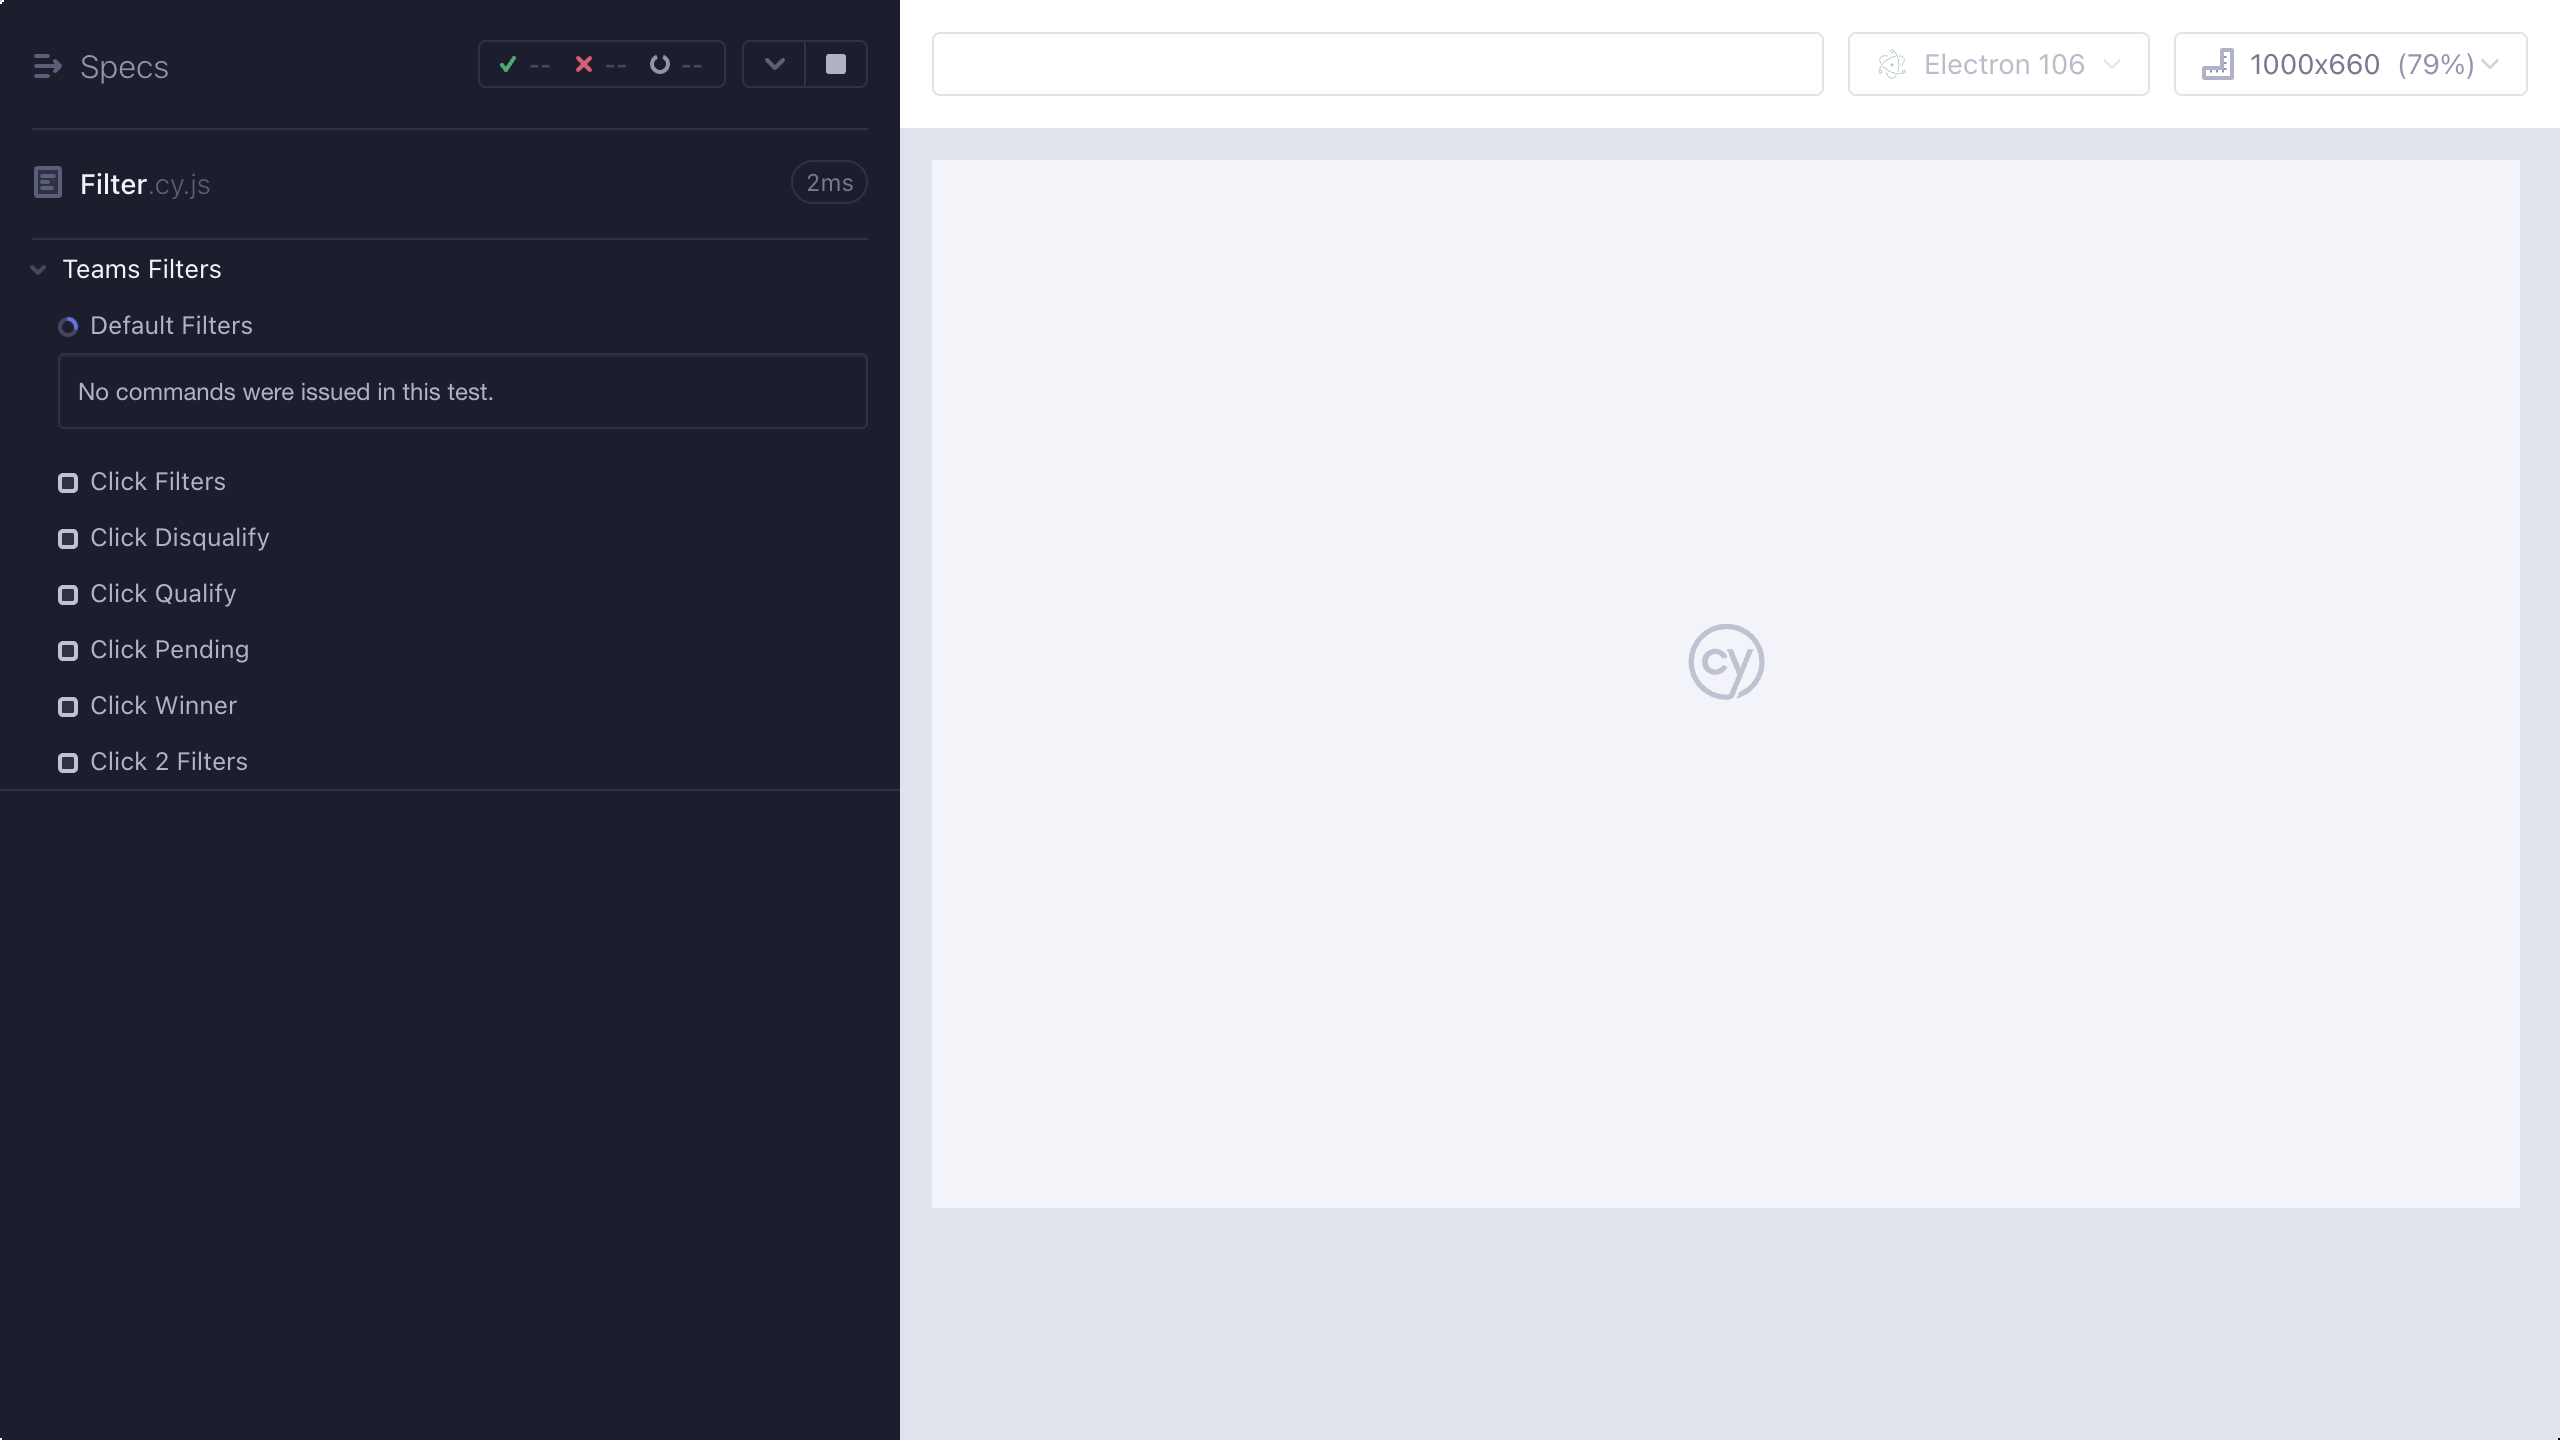 Specs
--
--
--
Filter.cy.js
2ms
Teams Filters
Default Filters
No commands were issued in this test.
Click Filters
Click Disqualify
Click Qualify
Click Pending
Click Winner
Click 2 Filters
Electron 106
1000x660 (79%)
cy